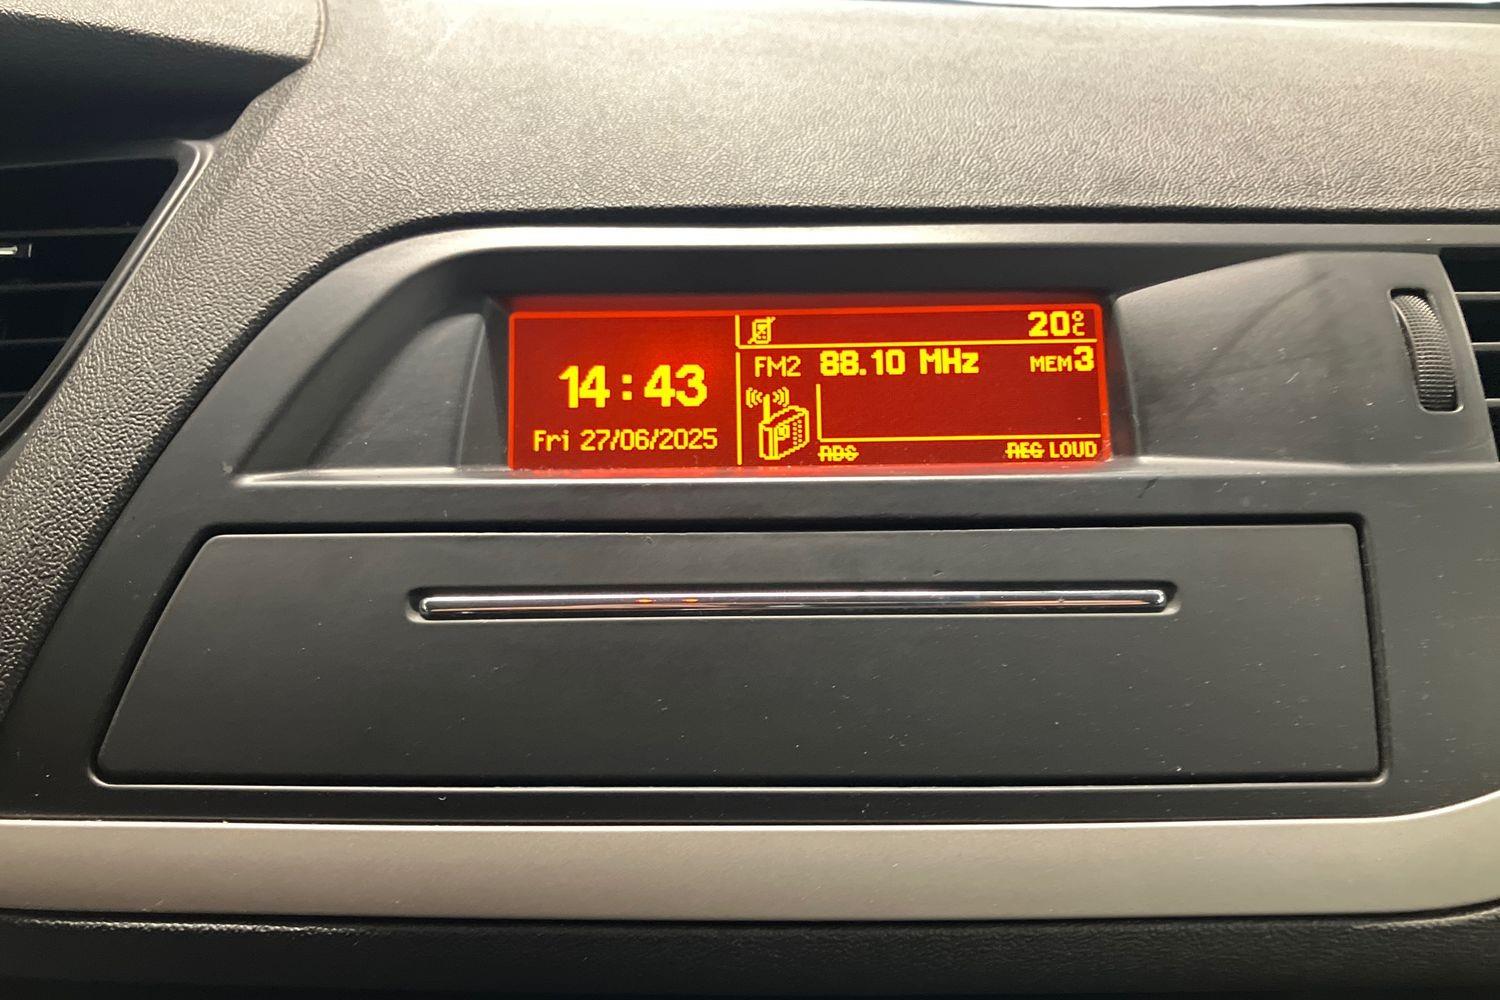 14:43
Fri 27/06/2025
20°C
FM2 88.10 MHz MEM3
RDS REG LOUD